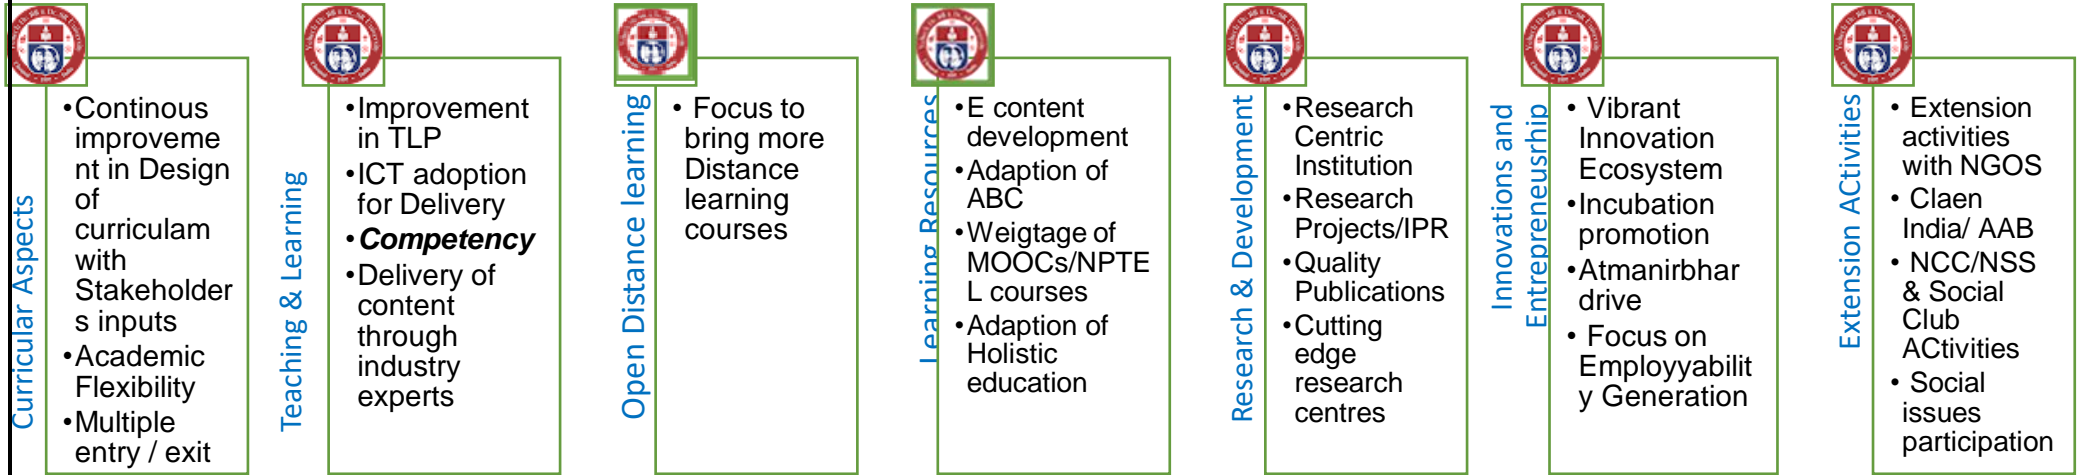 Curricular Aspects
•Continous
improveme
nt in Design
of
curriculam
with
Stakeholder
s inputs
•Academic
Flexibility
•Multiple
entry / exit
Teaching & Learning
•Improvement
in TLP
•ICT adoption
for Delivery
•Competency
•Delivery of
content
through
industry
experts
Open Distance learning
• Focus to
bring more
Distance
learning
courses
Learning Resources
•E content
development
•Adaption of
ABC
•Weigtage of
MOOCs/NPTE
L courses
•Adaption of
Holistic
education
Research & Development
•Research
Centric
Institution
•Research
Projects/IPR
•Quality
Publications
•Cutting
edge
research
centres
Innovations and
Entrepreneusrhip
• Vibrant
Innovation
Ecosystem
•Incubation
promotion
•Atmanirbhar
drive
• Focus on
Employyabilit
y Generation
Extension ACtivities
• Extension
activities
with NGOS
• Claen
India/ AAB
• NCC/NSS
& Social
Club
ACtivities
• Social
issues
participation